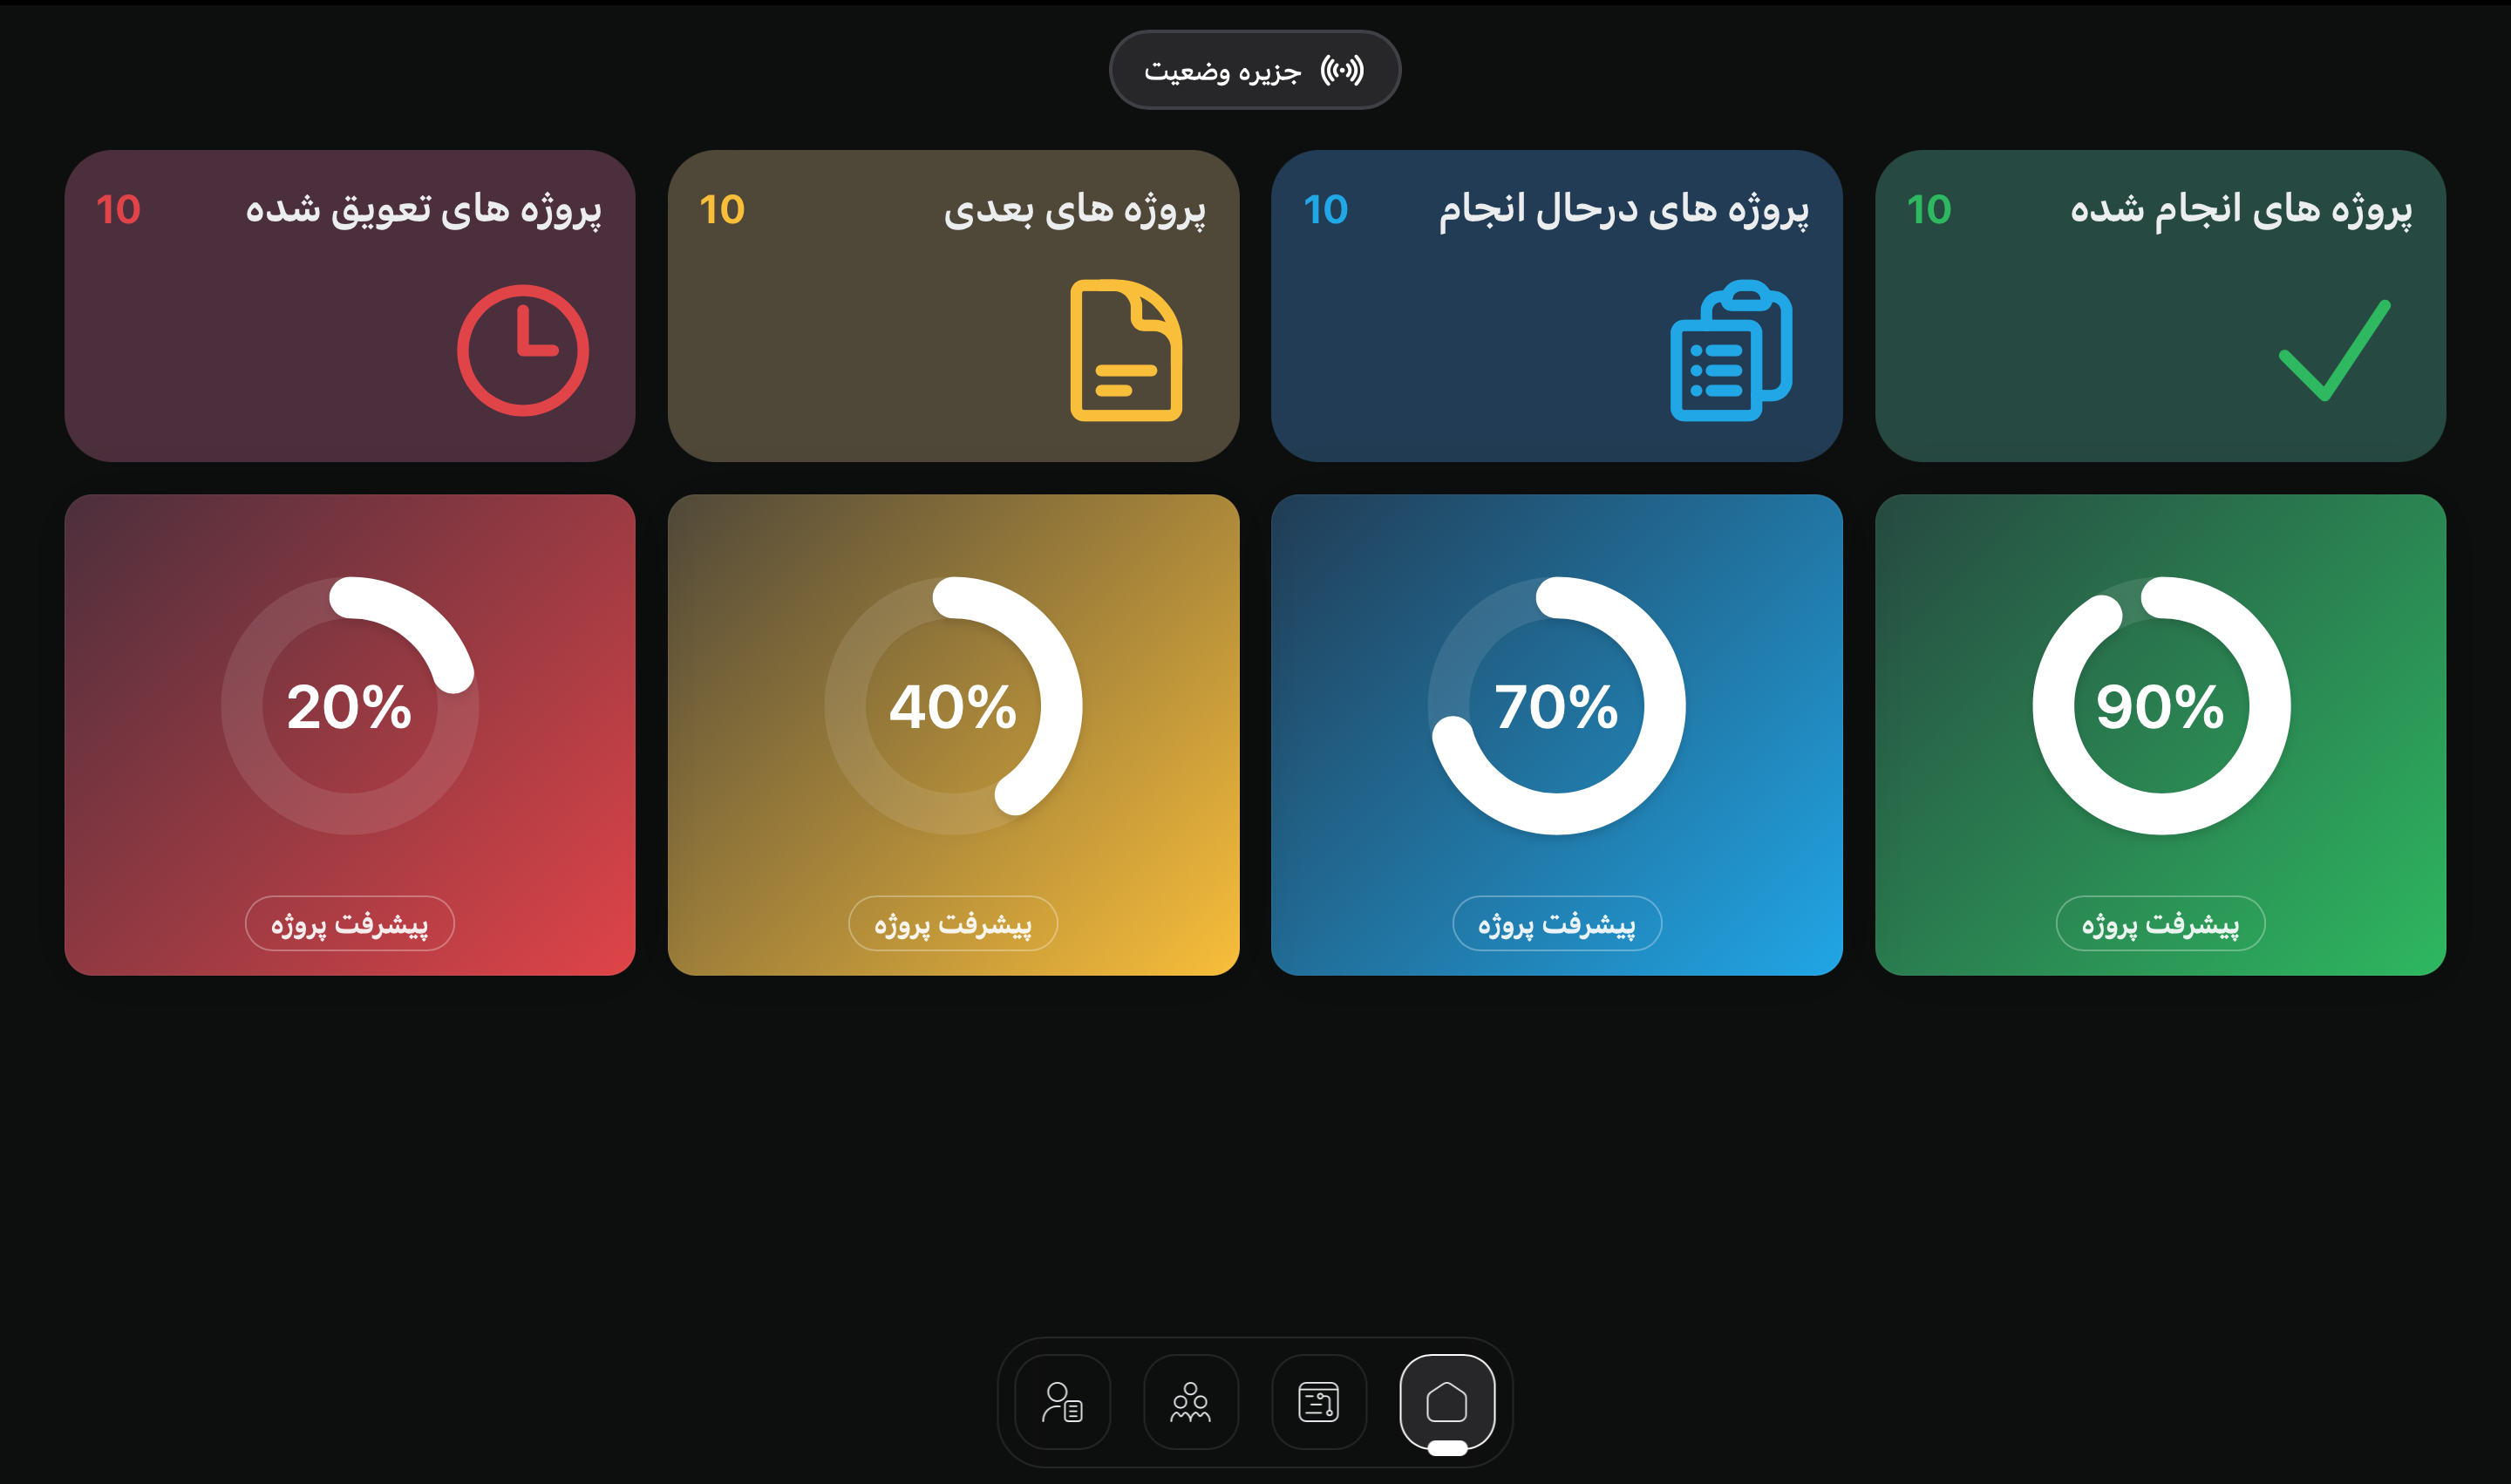 جزیره وضعیت
پروژه های انجام شده
10
پروژه های درحال انجام
10
پروژه های بعدی
10
پروژه های تعویق شده
10
90%
پیشرفت پروژه
70%
پیشرفت پروژه
40%
پیشرفت پروژه
20%
پیشرفت پروژه